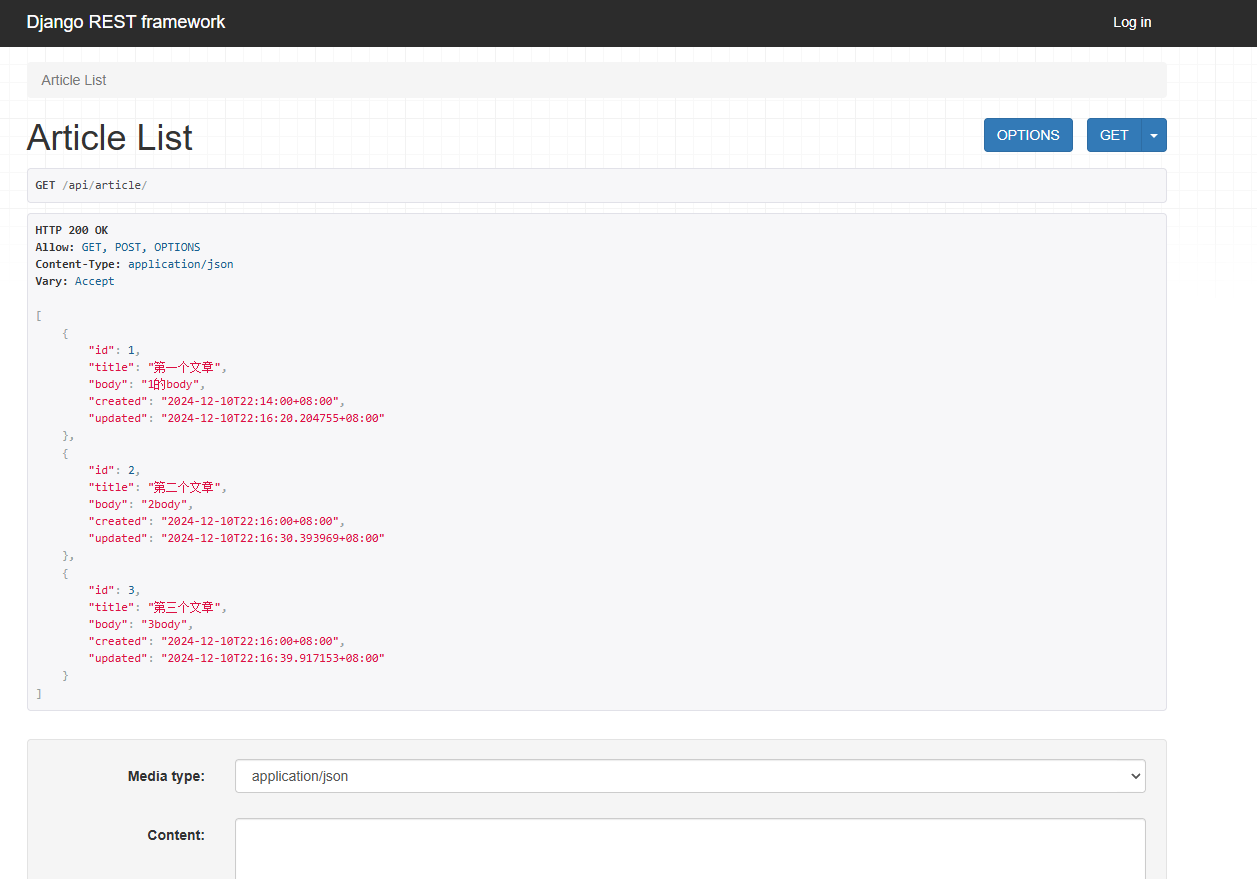 Django REST framework
Log in
Article List
Article List
OPTIONS
GET
GET /api/article/
HTTP 200 OK
Allow: GET, POST, OPTIONS
Content-Type: application/json
Vary: Accept
[
    {
        "id": 1,
        "title": "第一个文章",
        "body": "1的body",
        "created": "2024-12-10T22:14:00+08:00",
        "updated": "2024-12-10T22:16:20.204755+08:00"
    },
    {
        "id": 2,
        "title": "第二个文章",
        "body": "2body",
        "created": "2024-12-10T22:16:00+08:00",
        "updated": "2024-12-10T22:16:30.393969+08:00"
    },
    {
        "id": 3,
        "title": "第三个文章",
        "body": "3body",
        "created": "2024-12-10T22:16:00+08:00",
        "updated": "2024-12-10T22:16:39.917153+08:00"
    }
]
Media type:
application/json
Content: